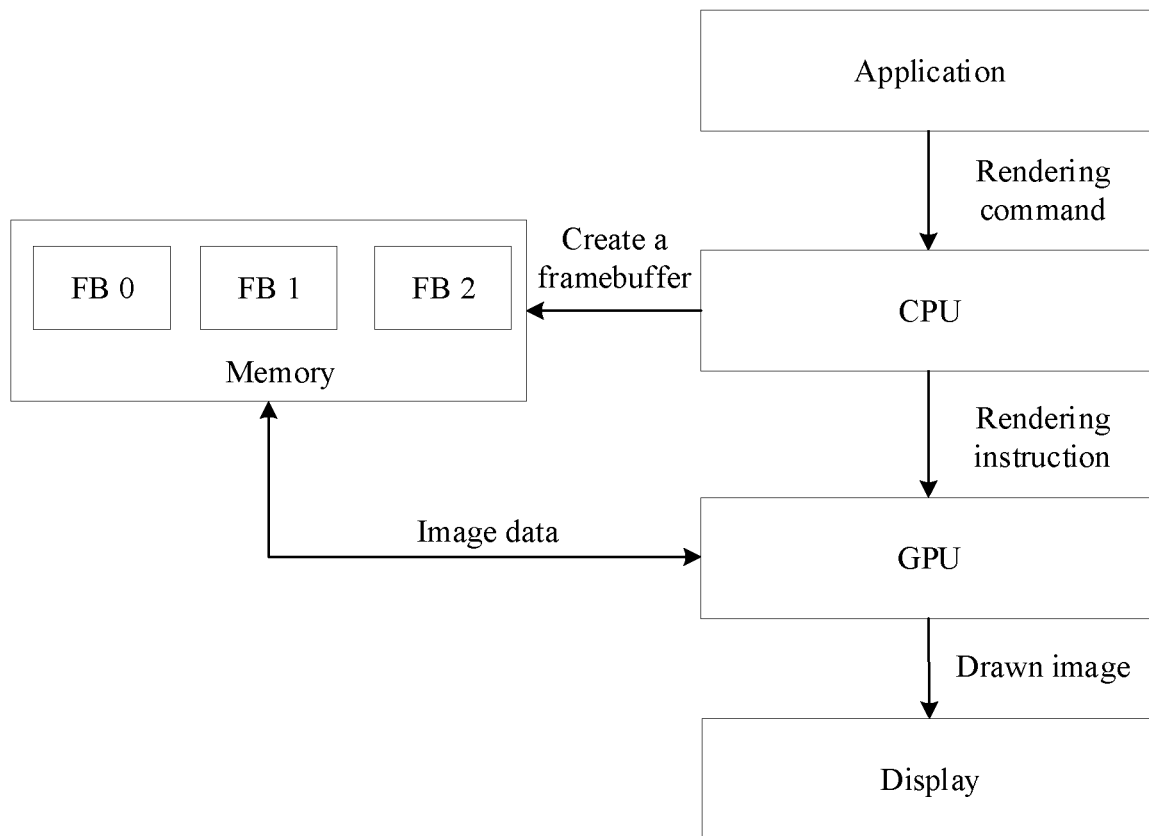 Application
Rendering
command
Create a
framebuffer
FB 0
FB 1
FB 2
CPU
Memory
Rendering
instruction
Image data
GPU
Drawn image
Display